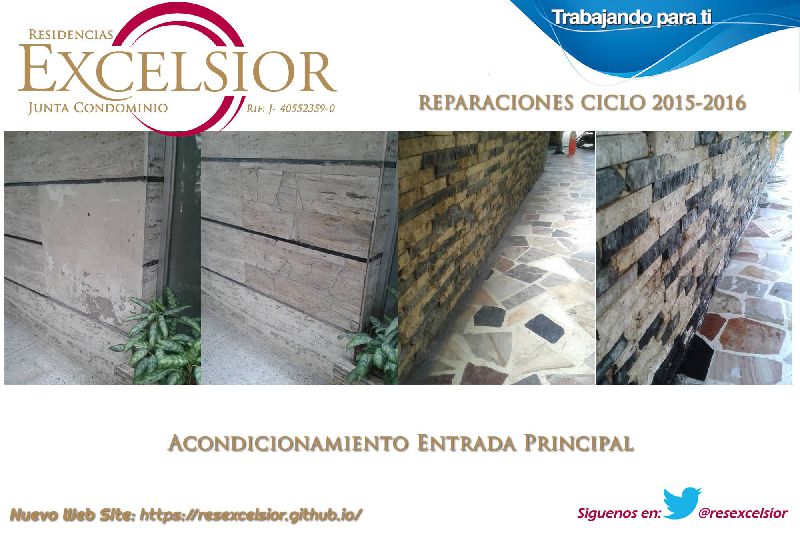 RESIDENCIAS
EXCELSIOR
JUNTA CONDOMINIO
RIF: J- 40552359-0
Trabajando para ti
REPARACIONES CICLO 2015-2016
ACONDICIONAMIENTO ENTRADA PRINCIPAL
Nuevo Web Site: https://resexcelsior.github.io/
Siguenos en:
@resexcelsior